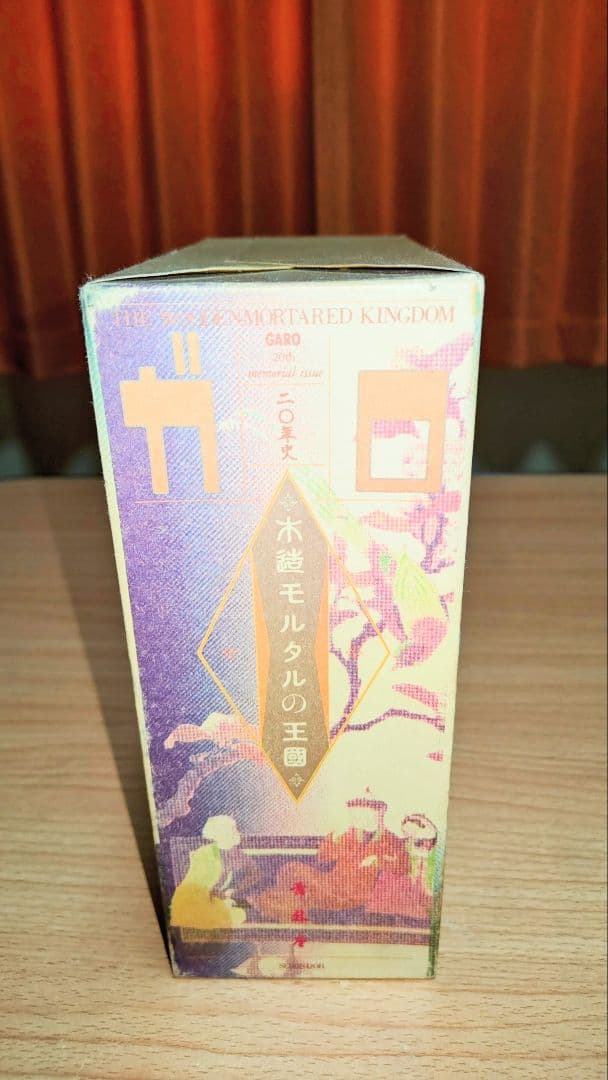 THE WOODENMORTARED KINGDOM
GARO
20th
memorial issue
ガロ
二〇年史
木造モルタルの王國
青林堂
SEIRINDOH